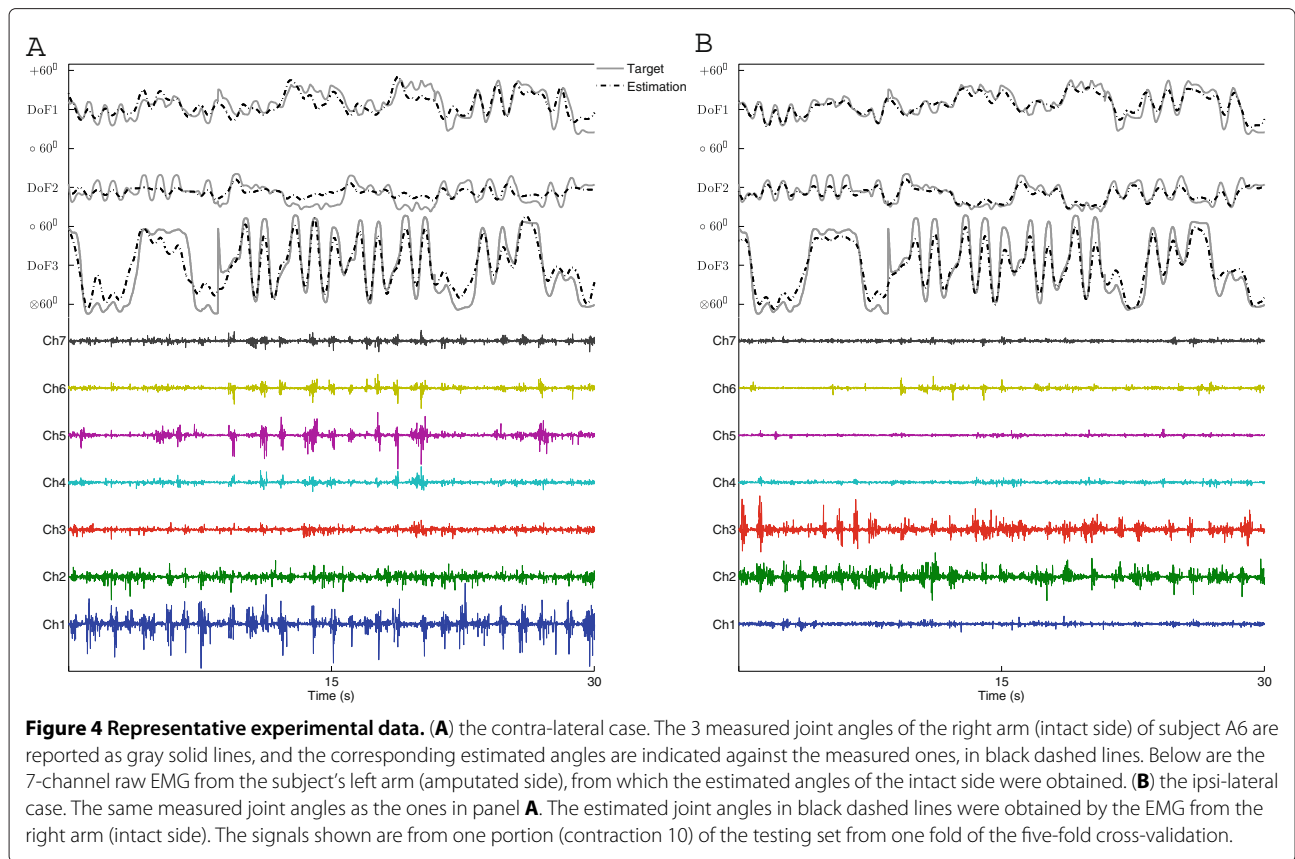 A
B
+60▯
DoF1
∘ 60▯
DoF2
∘ 60▯
DoF3
⊗60▯
Ch7
Ch6
Ch5
Ch4
Ch3
Ch2
Ch1
15
30
Time (s)
Target
Estimation
+60▯
DoF1
∘ 60▯
DoF2
∘ 60▯
DoF3
⊗60▯
Ch7
Ch6
Ch5
Ch4
Ch3
Ch2
Ch1
15
30
Time (s)
Figure 4 Representative experimental data. (A) the contra-lateral case. The 3 measured joint angles of the right arm (intact side) of subject A6 are
reported as gray solid lines, and the corresponding estimated angles are indicated against the measured ones, in black dashed lines. Below are the
7-channel raw EMG from the subject's left arm (amputated side), from which the estimated angles of the intact side were obtained. (B) the ipsi-lateral
case. The same measured joint angles as the ones in panel A. The estimated joint angles in black dashed lines were obtained by the EMG from the
right arm (intact side). The signals shown are from one portion (contraction 10) of the testing set from one fold of the five-fold cross-validation.